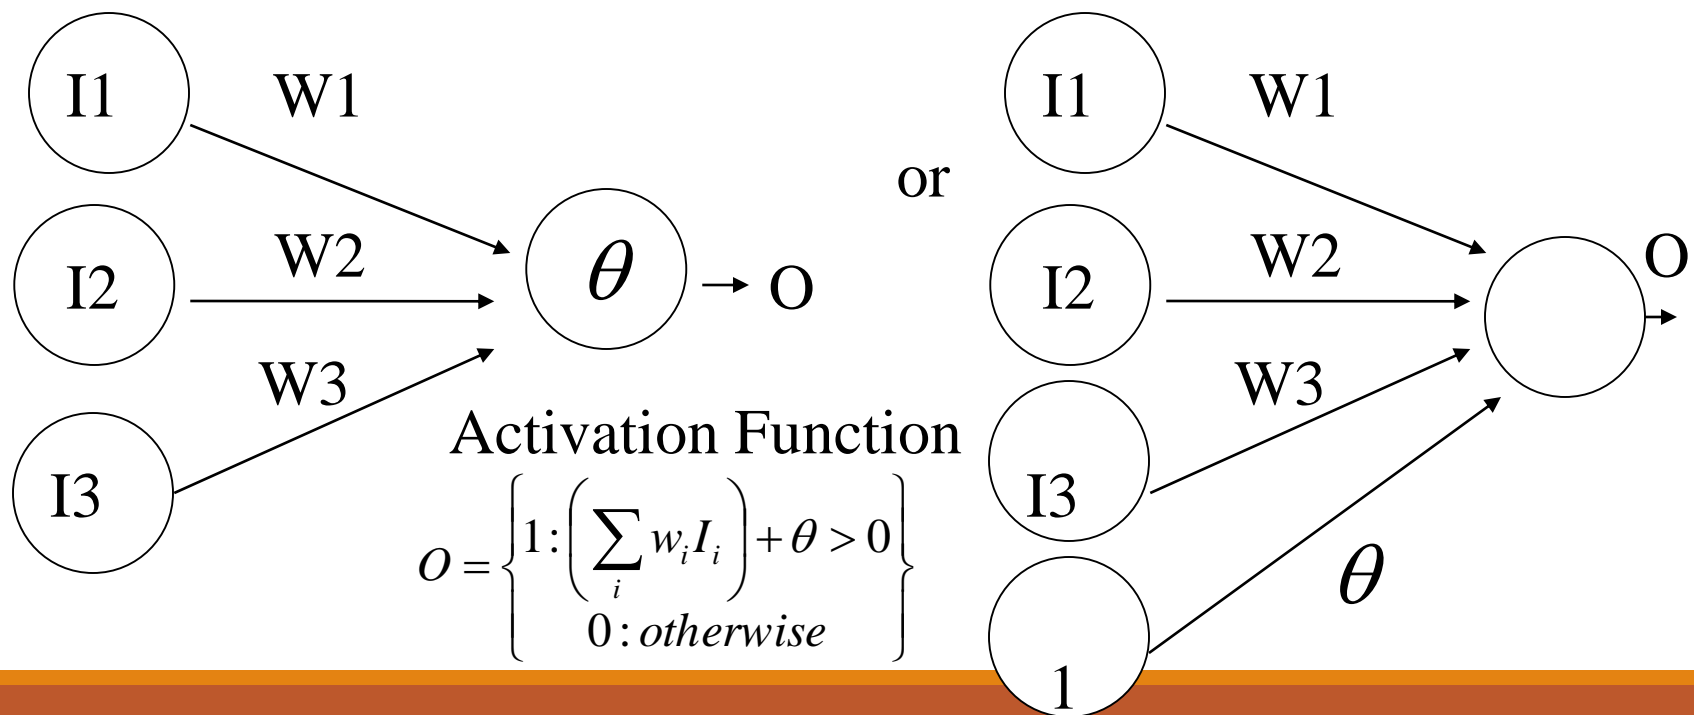 I1
W1
I2
W2
I3
W3
θ
O
or
I1
W1
I2
W2
I3
W3
1
θ
O
Activation Function
O = { 1 : ( ∑ᵢ wᵢIᵢ ) + θ > 0
0 : otherwise }